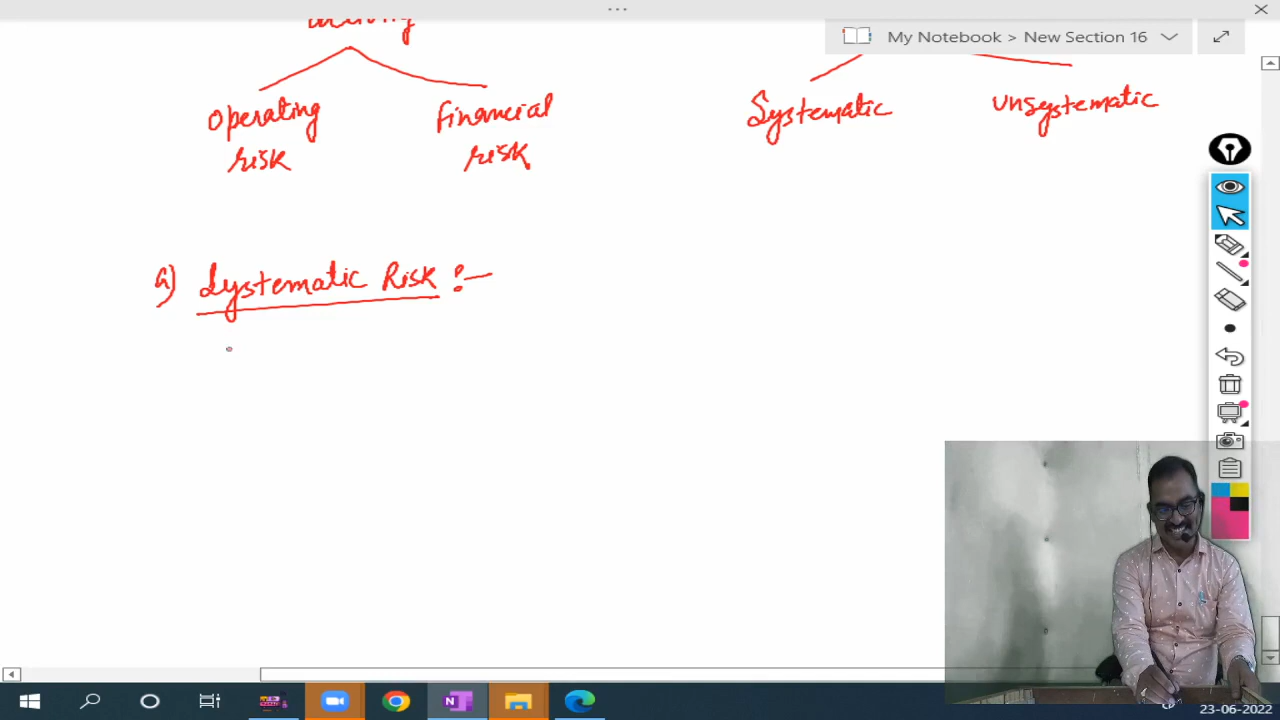 My Notebook > New Section 16
Operating
risk
Financial
risk
Systematic
Unsystematic
a) Systematic Risk :-
23-06-2022